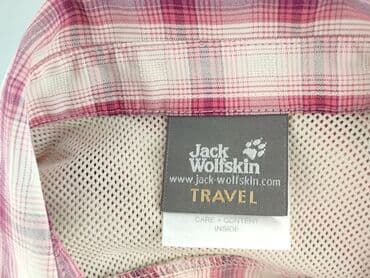 Jack
Wolfskin
www.jack-wolfskin.com
TRAVEL
CARE + CONTENT
INSIDE